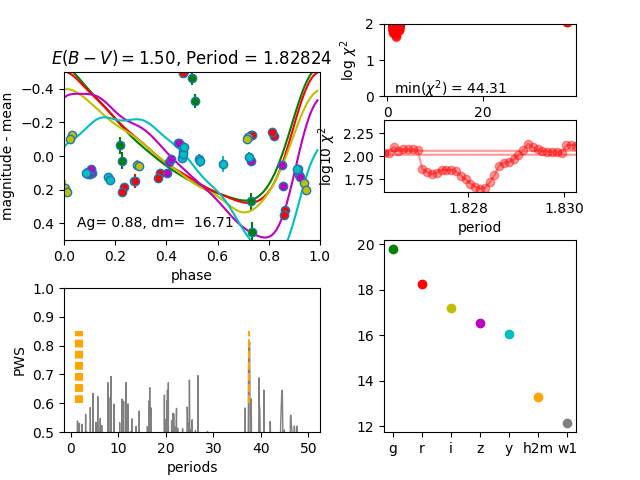 E(B − V) = 1.50, Period = 1.82824
−0.4
−0.2
0.0
0.2
0.4
magnitude - mean
Ag= 0.88, dm=  16.71
0.0 0.2 0.4 0.6 0.8 1.0
phase
2
1
0
log χ²
min(χ²) = 44.31
0 20
2.25
2.00
1.75
log10 χ²
1.828 1.830
period
1.0
0.9
0.8
0.7
0.6
0.5
PWS
0 10 20 30 40 50
periods
20
18
16
14
12
g r i z y h2m w1